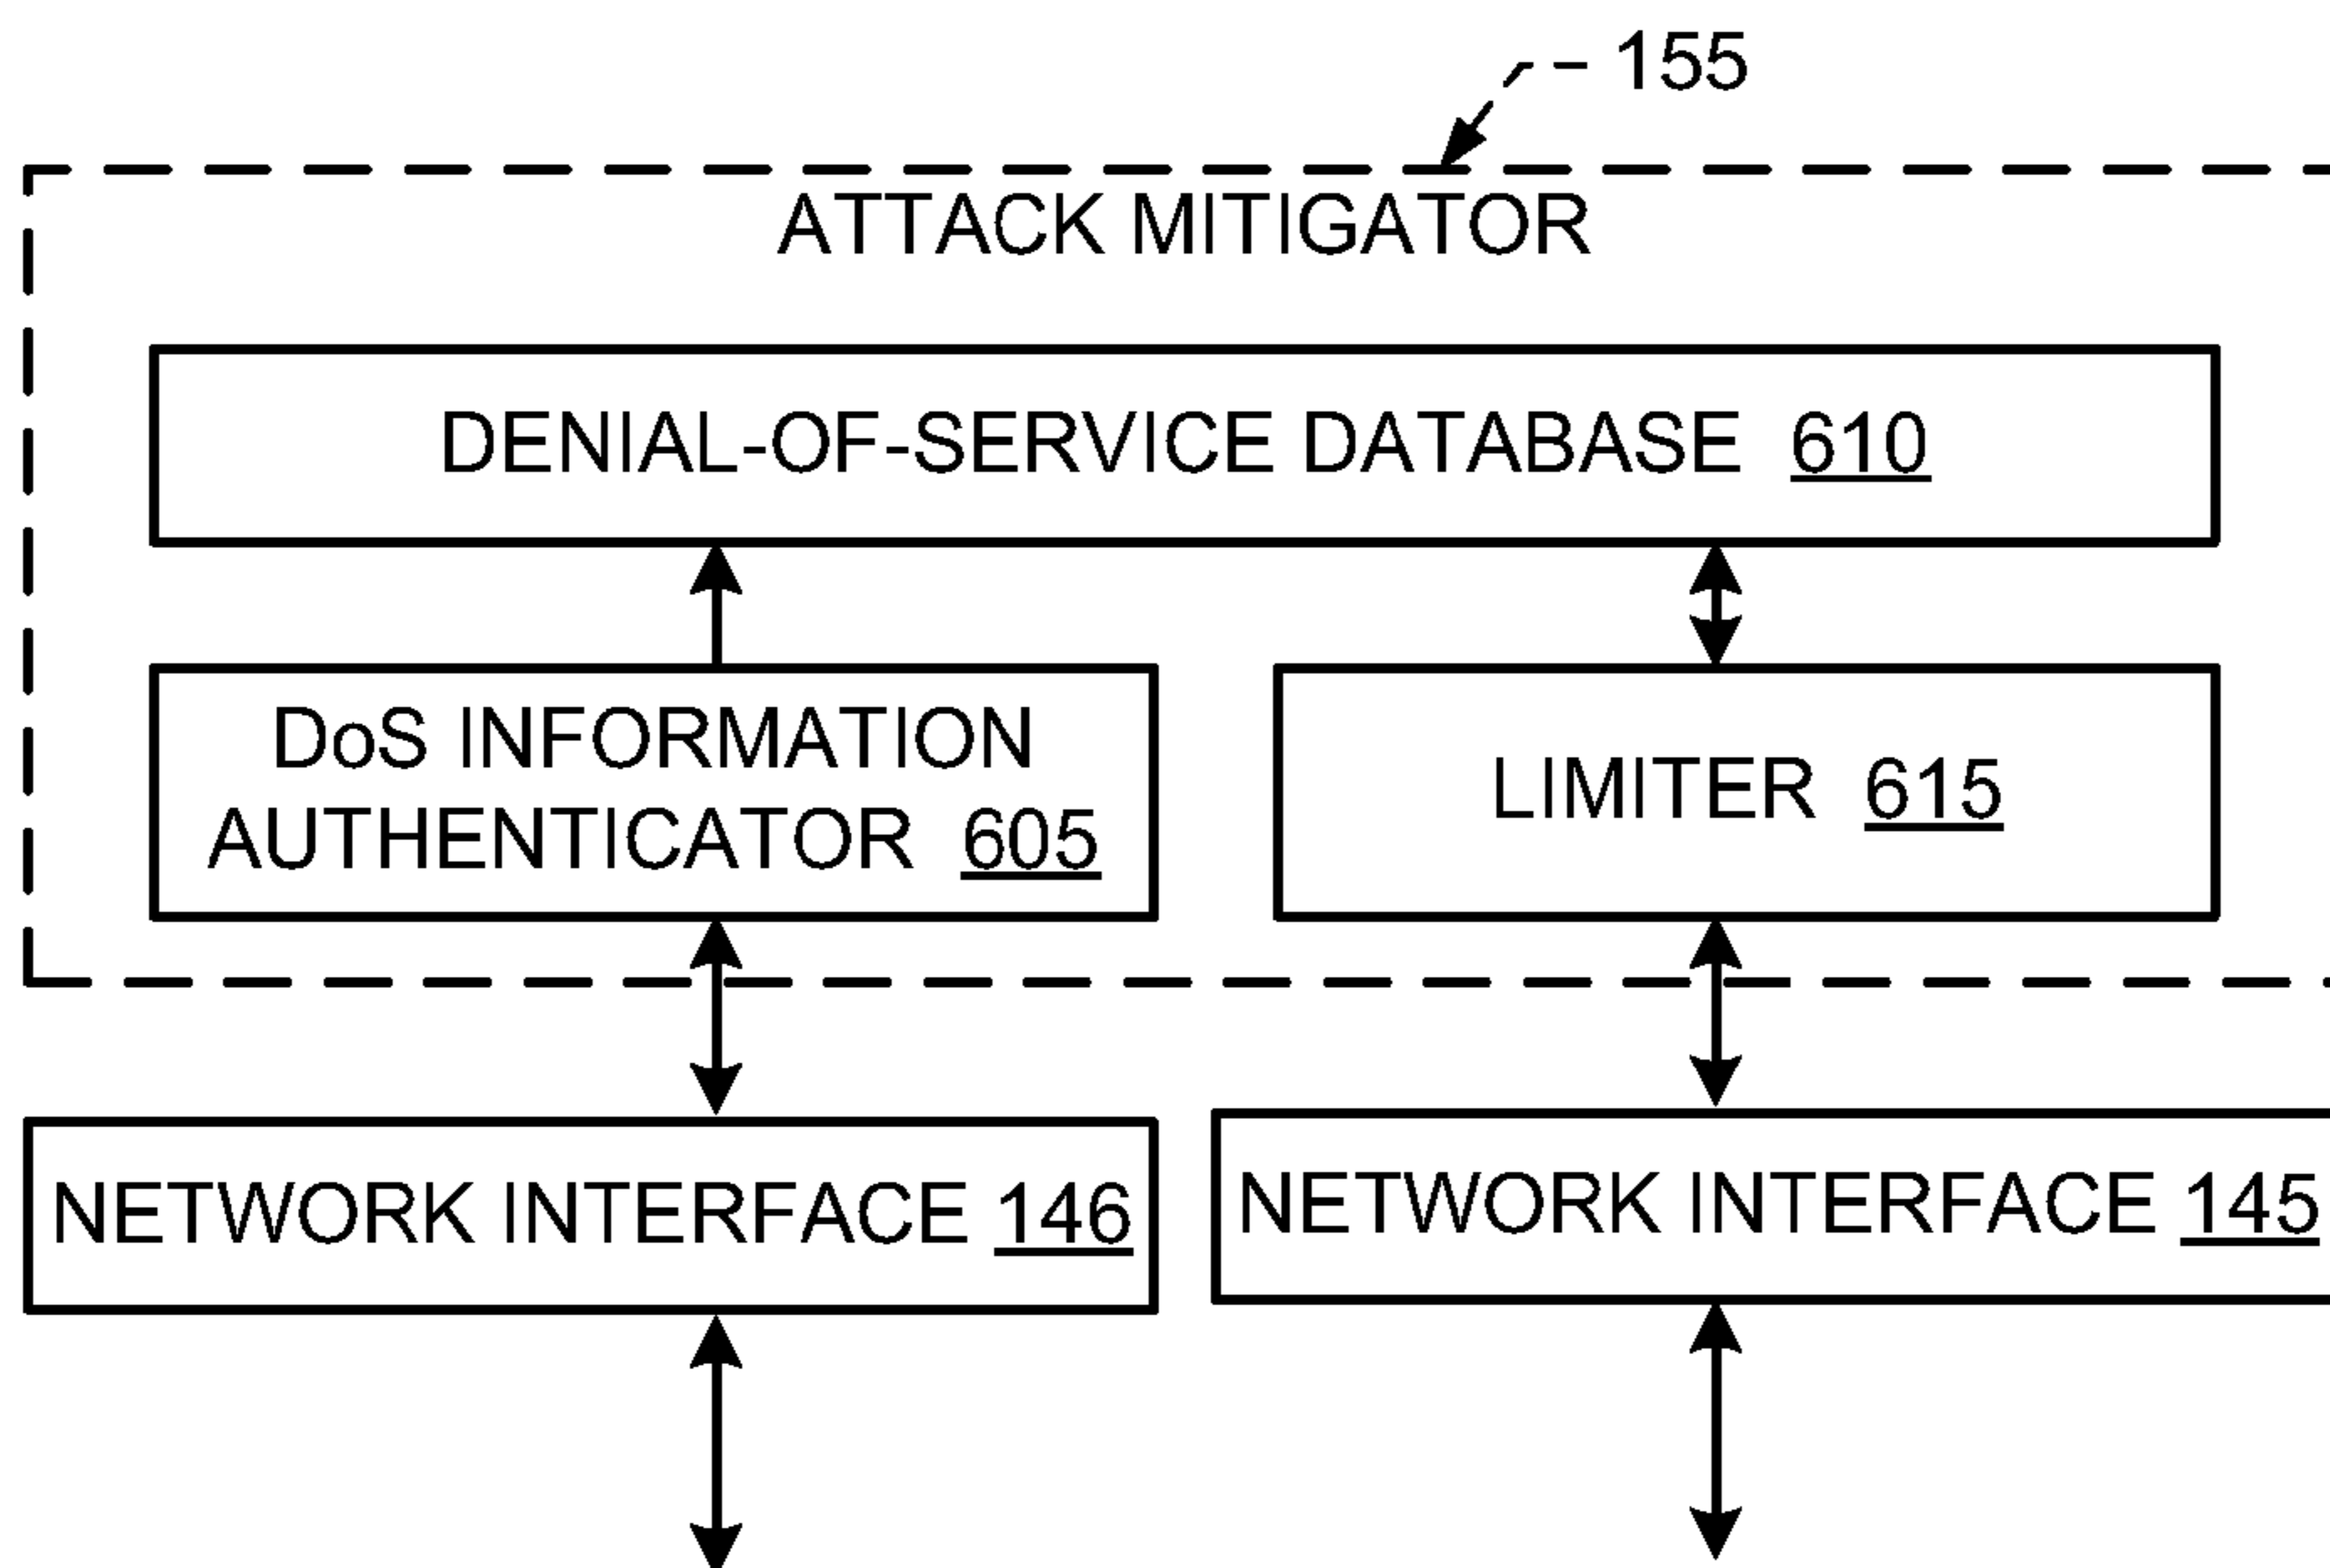 155
ATTACK MITIGATOR
DENIAL-OF-SERVICE DATABASE 610
DoS INFORMATION
AUTHENTICATOR 605
LIMITER 615
NETWORK INTERFACE 146
NETWORK INTERFACE 145